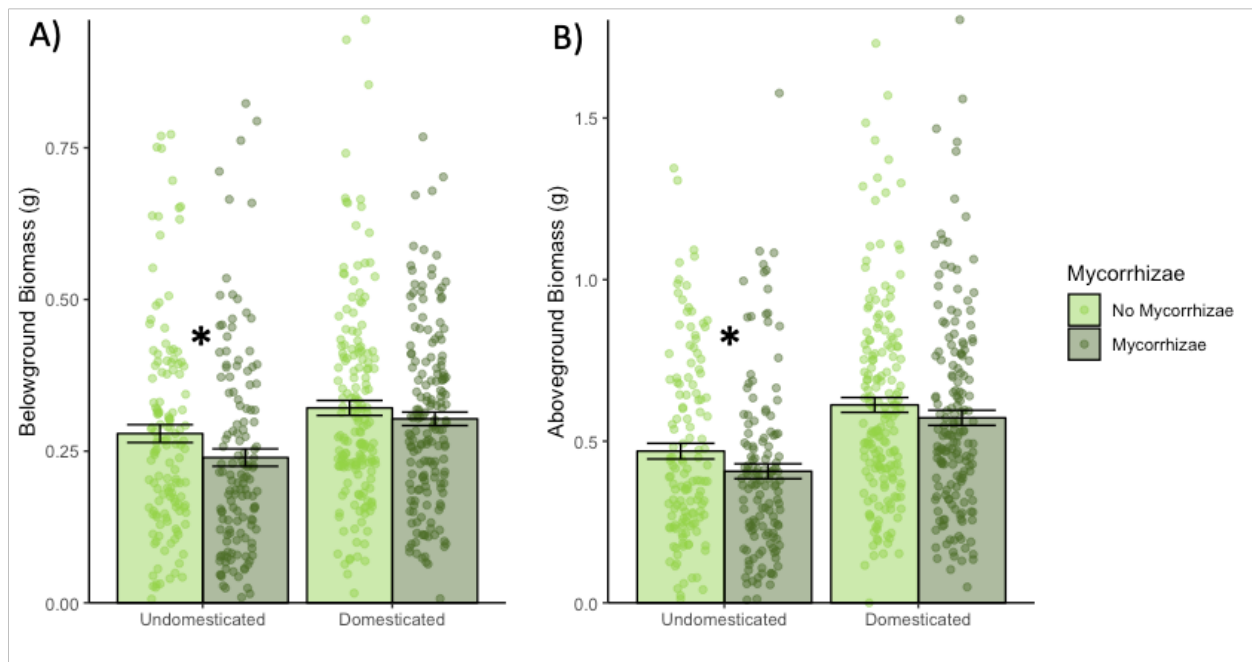 A)
Belowground Biomass (g)
0.75
0.50
0.25
0.00
*
Undomesticated
Domesticated
B)
Aboveground Biomass (g)
1.5
1.0
0.5
0.0
*
Undomesticated
Domesticated
Mycorrhizae
No Mycorrhizae
Mycorrhizae